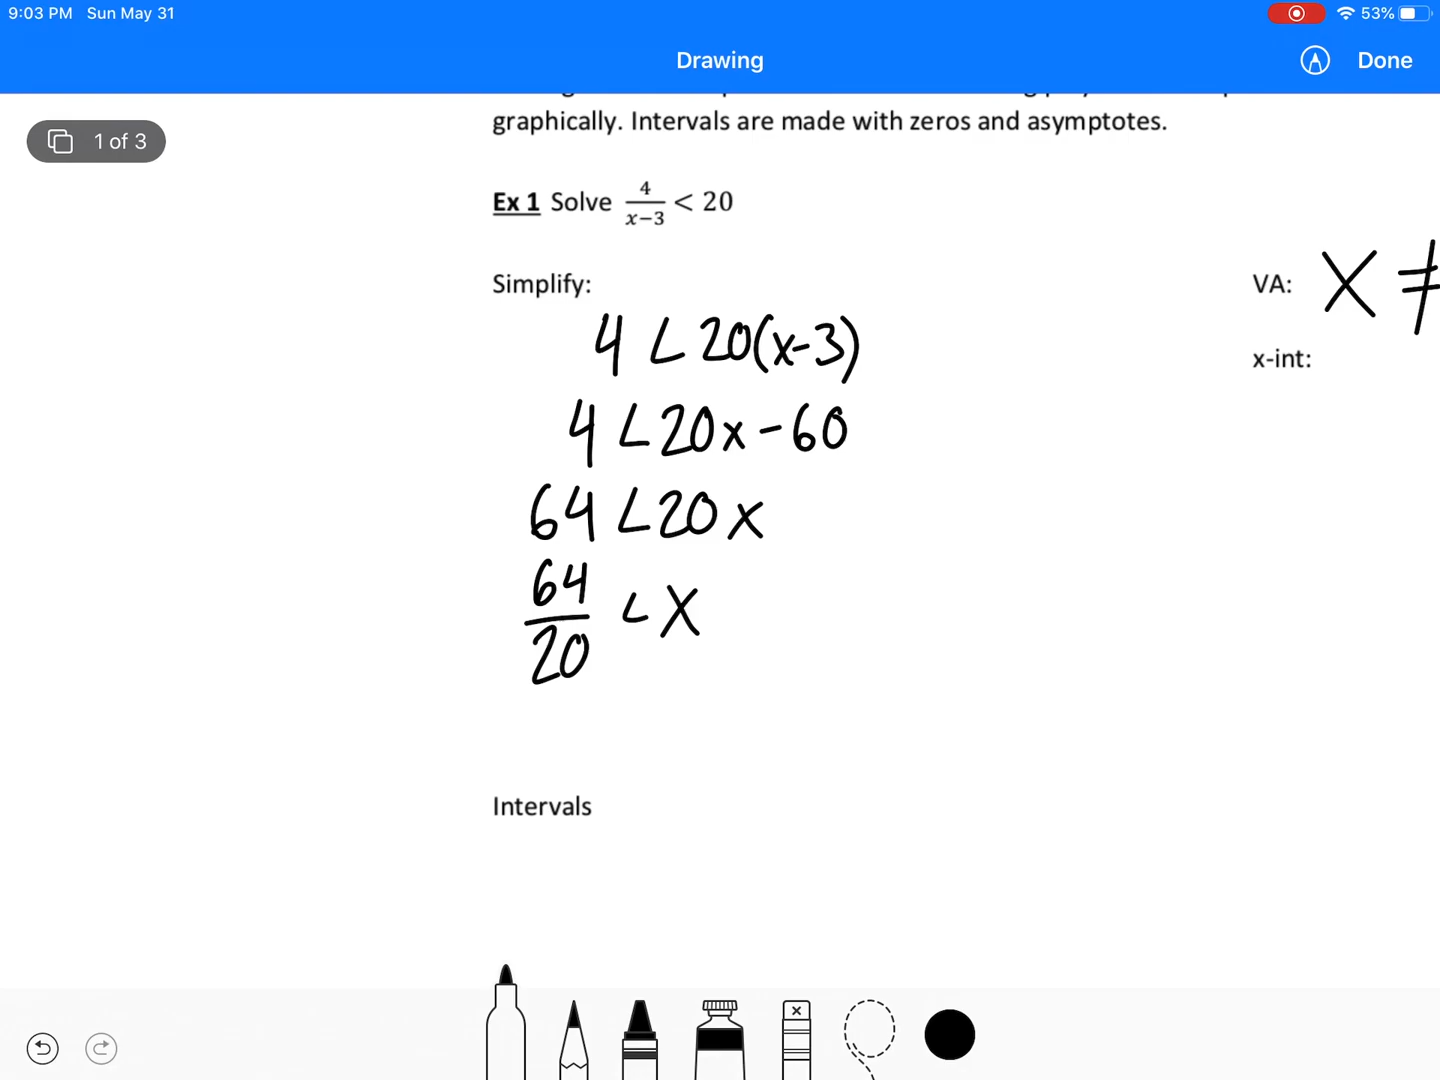 9:03 PM Sun May 31
53%
Drawing
Done
1 of 3
graphically. Intervals are made with zeros and asymptotes.
Ex 1 Solve 4/(x−3) < 20
Simplify:
VA: X ≠
4 < 20(x-3)
x-int:
4 < 20x - 60
64 < 20x
64/20 < X
Intervals